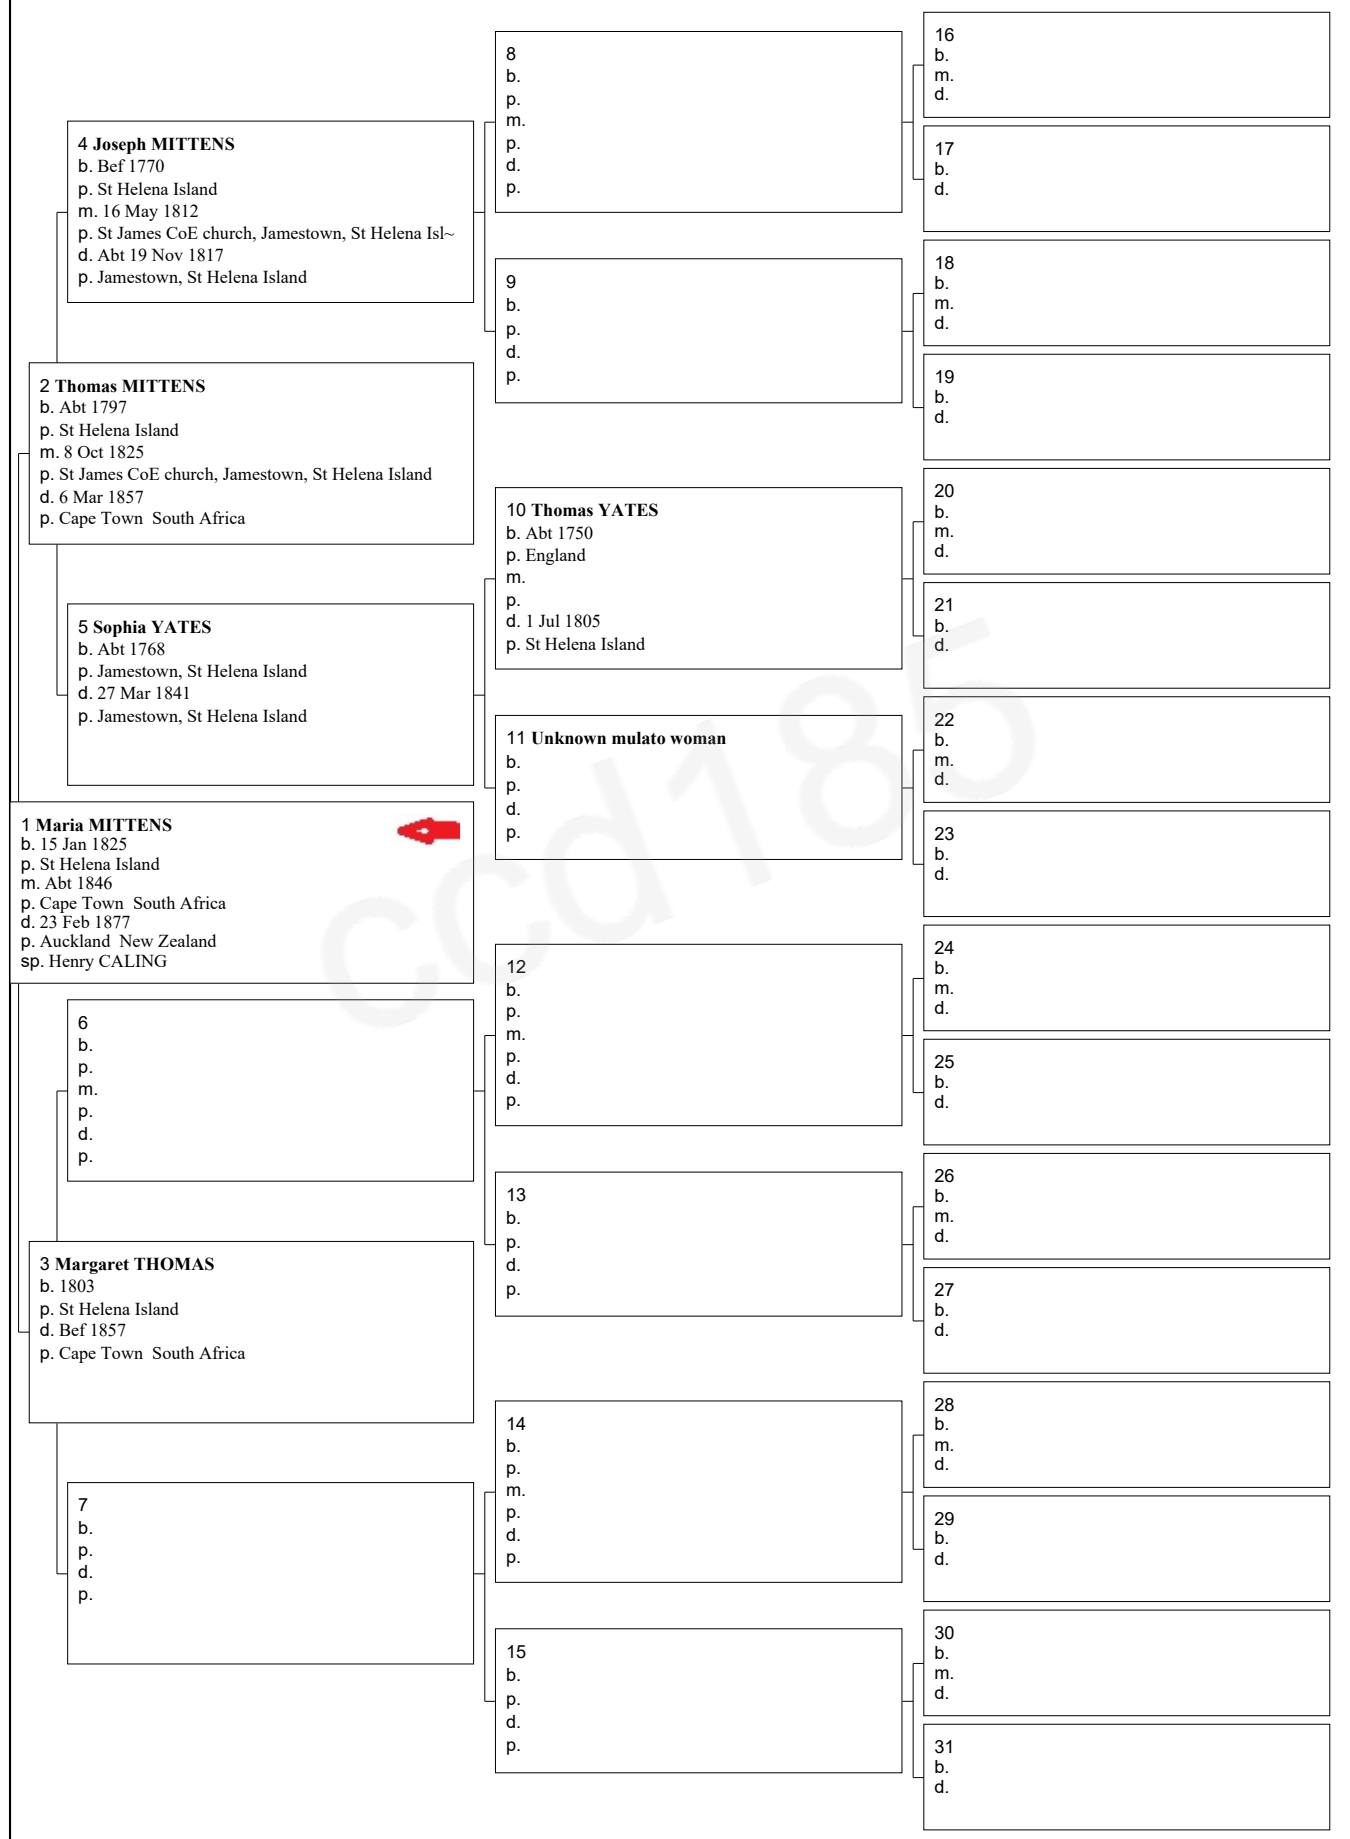 4 Joseph MITTENS
b. Bef 1770
p. St Helena Island
m. 16 May 1812
p. St James CoE church, Jamestown, St Helena Isl~
d. Abt 19 Nov 1817
p. Jamestown, St Helena Island
2 Thomas MITTENS
b. Abt 1797
p. St Helena Island
m. 8 Oct 1825
p. St James CoE church, Jamestown, St Helena Island
d. 6 Mar 1857
p. Cape Town  South Africa
5 Sophia YATES
b. Abt 1768
p. Jamestown, St Helena Island
d. 27 Mar 1841
p. Jamestown, St Helena Island
1 Maria MITTENS
b. 15 Jan 1825
p. St Helena Island
m. Abt 1846
p. Cape Town  South Africa
d. 23 Feb 1877
p. Auckland  New Zealand
sp. Henry CALING
6
b.
p.
m.
p.
d.
p.
3 Margaret THOMAS
b. 1803
p. St Helena Island
d. Bef 1857
p. Cape Town  South Africa
7
b.
p.
d.
p.
8
b.
p.
m.
p.
d.
p.
9
b.
p.
d.
p.
10 Thomas YATES
b. Abt 1750
p. England
m.
p.
d. 1 Jul 1805
p. St Helena Island
11 Unknown mulato woman
b.
p.
d.
p.
12
b.
p.
m.
p.
d.
p.
13
b.
p.
d.
p.
14
b.
p.
m.
p.
d.
p.
15
b.
p.
d.
p.
16
b.
m.
d.
17
b.
d.
18
b.
m.
d.
19
b.
d.
20
b.
m.
d.
21
b.
d.
22
b.
m.
d.
23
b.
d.
24
b.
m.
d.
25
b.
d.
26
b.
m.
d.
27
b.
d.
28
b.
m.
d.
29
b.
d.
30
b.
m.
d.
31
b.
d.
ccd185